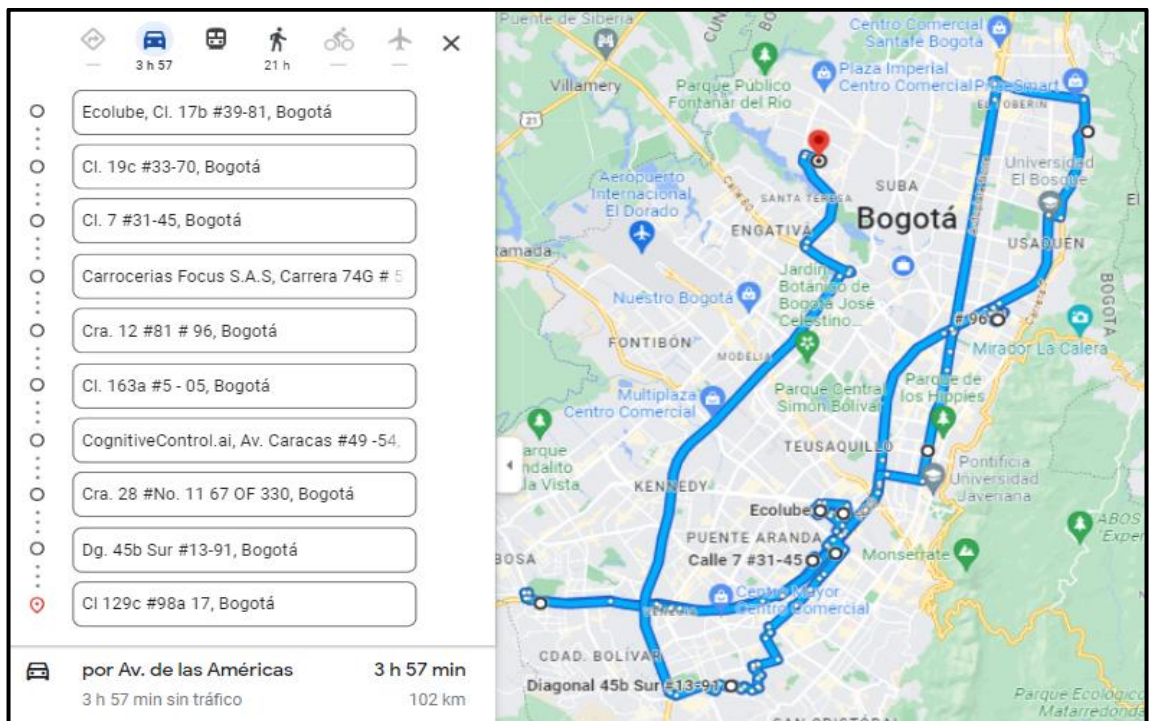 3 h 57
21 h
Ecolube, Cl. 17b #39-81, Bogotá
Cl. 19c #33-70, Bogotá
Cl. 7 #31-45, Bogotá
Carrocerias Focus S.A.S, Carrera 74G # 5
Cra. 12 #81 # 96, Bogotá
Cl. 163a #5 - 05, Bogotá
CognitiveControl.ai, Av. Caracas #49 -54,
Cra. 28 #No. 11 67 OF 330, Bogotá
Dg. 45b Sur #13-91, Bogotá
Cl 129c #98a 17, Bogotá
por Av. de las Américas
3 h 57 min
3 h 57 min sin tráfico
102 km
Puente de Siberia
Centro Comercial
Santafe Bogotá
Plaza Imperial
Centro Comercial
Villamery
Parque Público
Fontanar del Río
21
Universidad
El Bosque
Aeropuerto
Internacional
El Dorado
Calle 80
SANTA TERESA
SUBA
Bogotá
ENGATIVÁ
USAQUÉN
BOGOTÁ
Jardín
Botánico de
Bogotá José
Celestino...
Nuestro Bogotá
# 96
Mirador La Calera
FONTIBÓN
MODELIA
Parque Central
Simón Bolívar
Parque de
los Hippies
Multiplaza
Centro Comercial
TEUSAQUILLO
Pontificia
Universidad
Javeriana
KENNEDY
Ecolube
PUENTE ARANDA
Calle 7 #31-45
Monserrate
Centro Mayor
Centro Comercial
CDAD. BOLÍVAR
Diagonal 45b Sur #13-91
SAN CRISTÓBAL
Parque Ecológico
Matarredonda